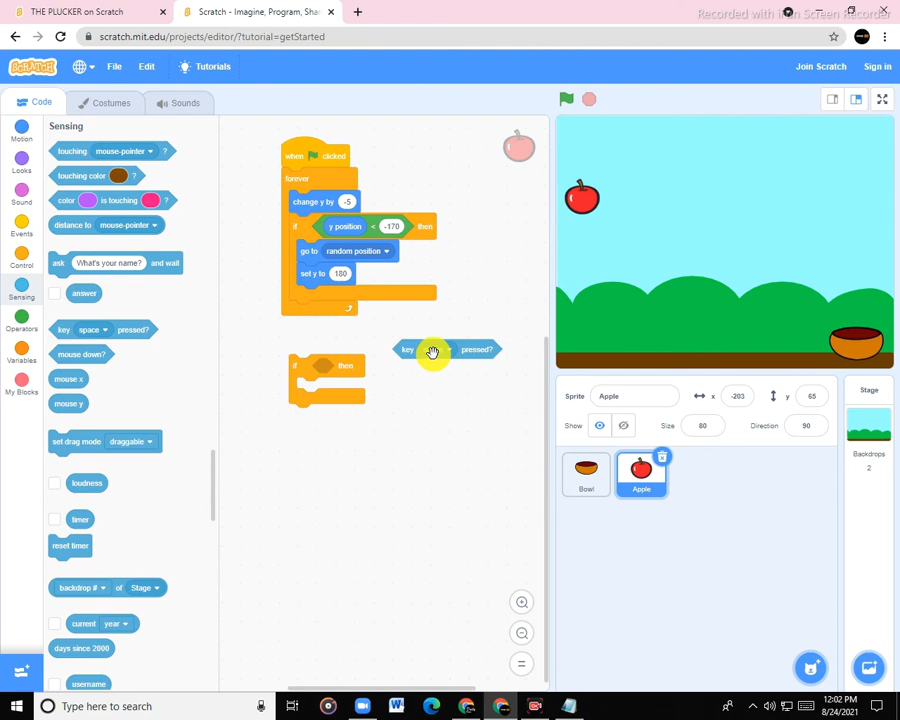 THE PLUCKER on Scratch
Scratch - Imagine, Program, Sha
Recorded with iFun Screen Recorder
scratch.mit.edu/projects/editor/?tutorial=getStarted
SCRATCH
File
Edit
Tutorials
Join Scratch
Sign in
Code
Costumes
Sounds
Motion
Looks
Sound
Events
Control
Sensing
Operators
Variables
My Blocks
Sensing
touching mouse-pointer ?
touching color ?
color is touching ?
distance to mouse-pointer
ask What's your name? and wait
answer
key space pressed?
mouse down?
mouse x
mouse y
set drag mode draggable
loudness
timer
reset timer
backdrop # of Stage
current year
days since 2000
username
when clicked
forever
change y by -5
if y position < -170 then
go to random position
set y to 180
key pressed?
if then
Sprite Apple x -203 y 65
Show Size 80 Direction 90
Bowl
Apple
Stage
Backdrops
2
Type here to search
12:02 PM
8/24/2021